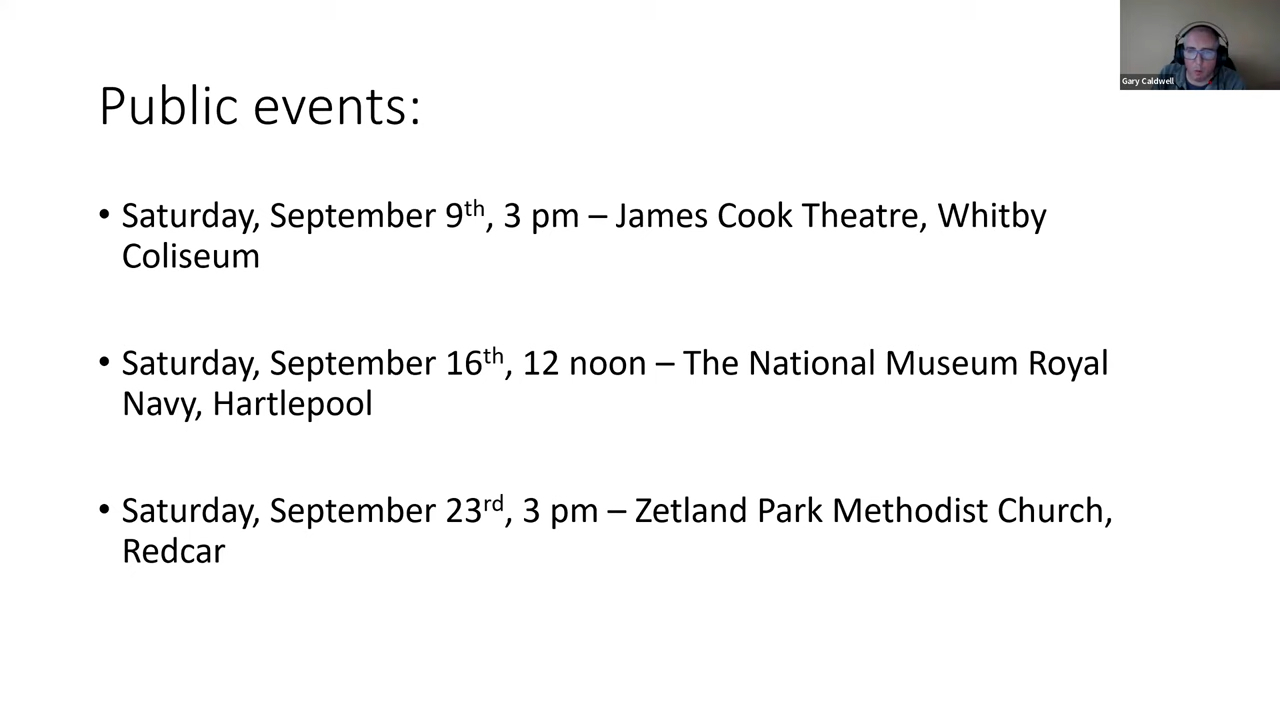 Gary Caldwell
Public events:
• Saturday, September 9th, 3 pm – James Cook Theatre, Whitby
Coliseum
• Saturday, September 16th, 12 noon – The National Museum Royal
Navy, Hartlepool
• Saturday, September 23rd, 3 pm – Zetland Park Methodist Church,
Redcar